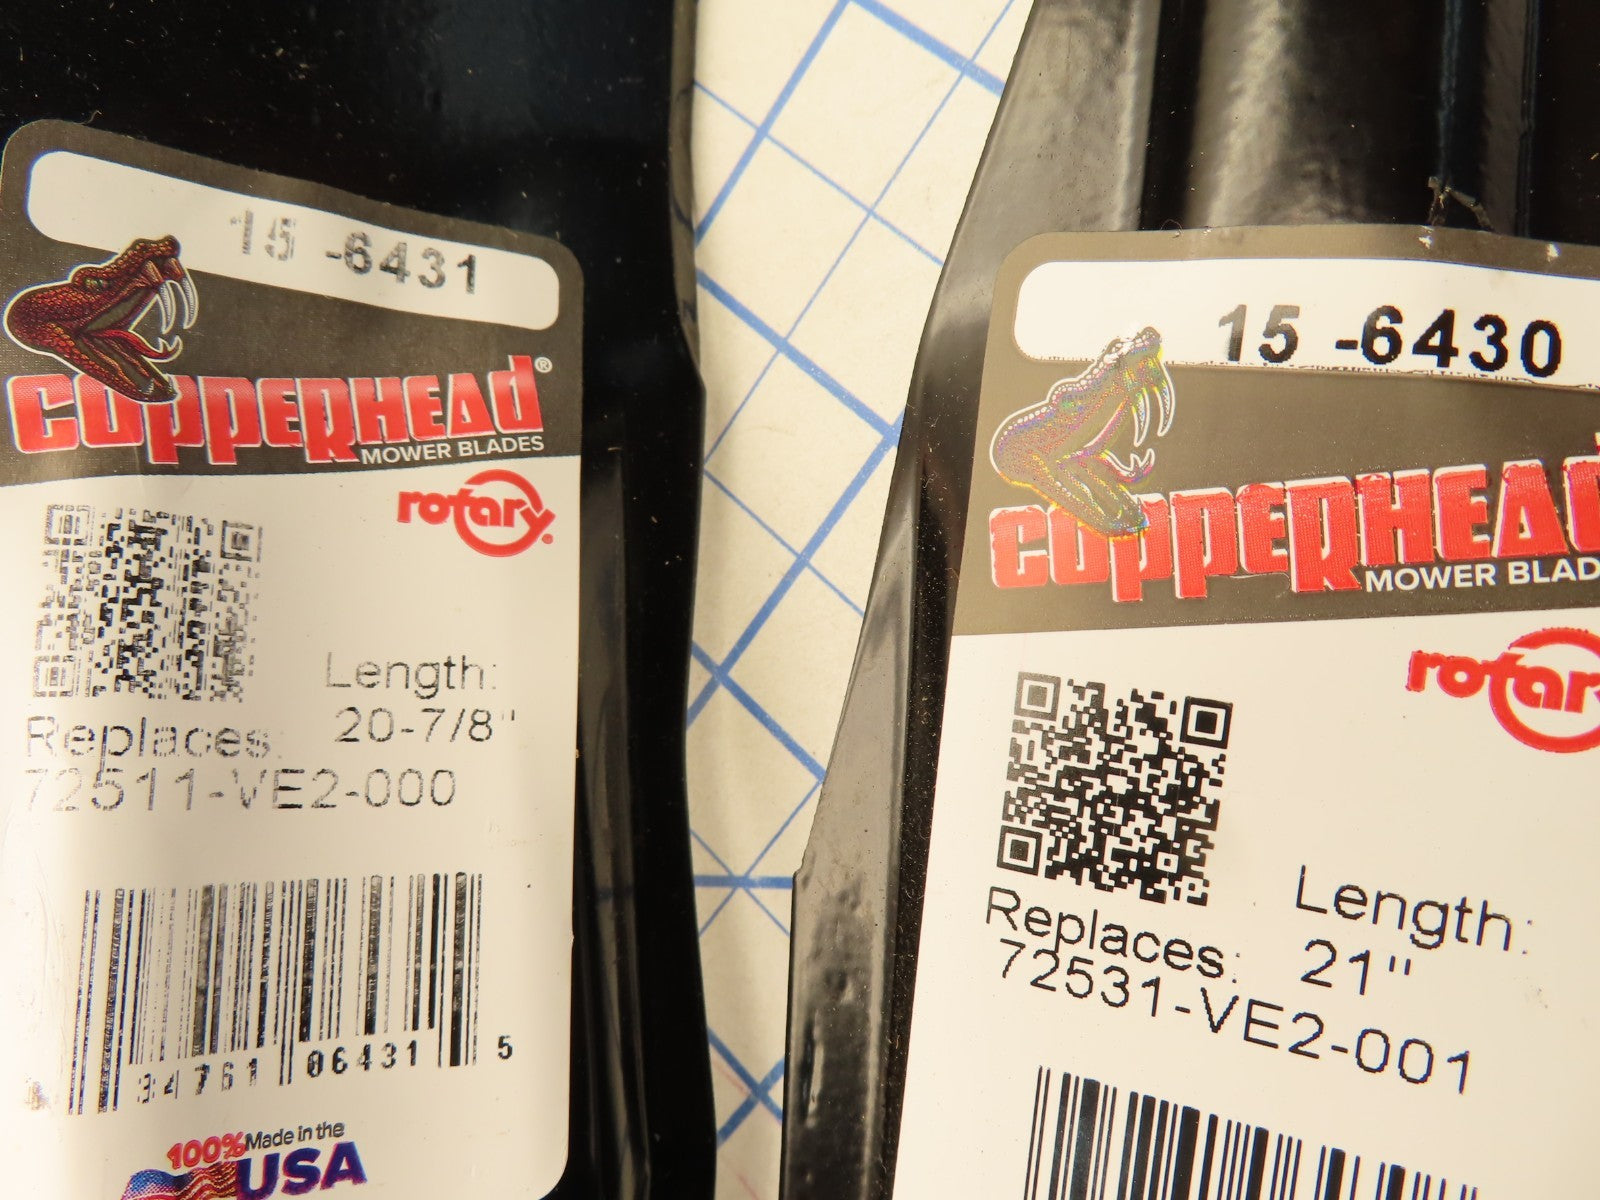 15 -6431
COPPERHEAD®
MOWER BLADES
rotary.
Length:
20-7/8"
Replaces:
72511-VE2-000
34761 06431 5
100% Made in the
USA
15 -6430
COPPERHEAD
MOWER BLAD
rotar
Length:
21"
Replaces:
72531-VE2-001